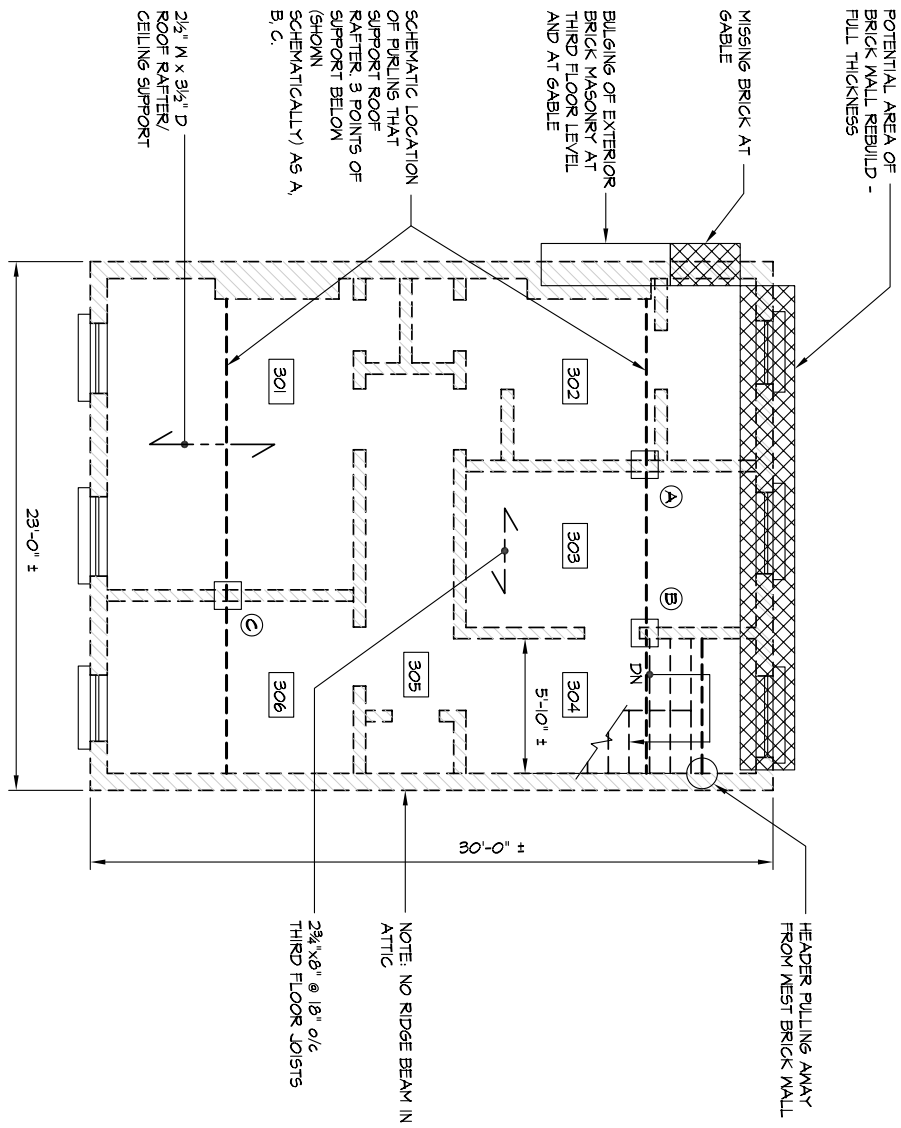 POTENTIAL AREA OF
BRICK WALL REBUILD -
FULL THICKNESS
MISSING BRICK AT
GABLE
BULGING OF EXTERIOR
BRICK MASONRY AT
THIRD FLOOR LEVEL
AND AT GABLE
SCHEMATIC LOCATION
OF PURLINS THAT
SUPPORT ROOF
RAFTER. 3 POINTS OF
SUPPORT BELOW
(SHOWN
SCHEMATICALLY) AS A,
B, C.
2½" W x 3½" D
ROOF RAFTER/
CEILING SUPPORT
301
302
A
303
B
C
DN
304
305
306
5'-10" ±
23'-0" ±
30'-0" ±
HEADER PULLING AWAY
FROM WEST BRICK WALL
NOTE: NO RIDGE BEAM IN
ATTIC
2¾"x8" @ 18" o/c
THIRD FLOOR JOISTS